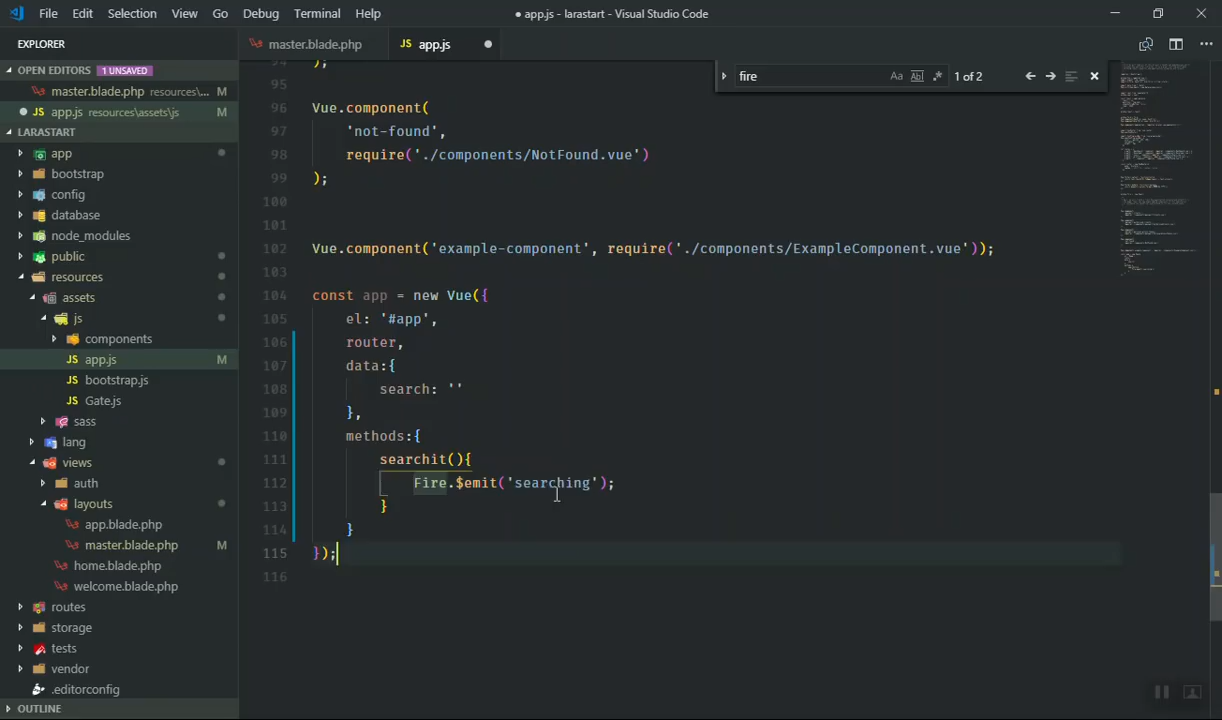 File Edit Selection View Go Debug Terminal Help
● app.js - larastart - Visual Studio Code
EXPLORER
master.blade.php
JS app.js
OPEN EDITORS 1 UNSAVED
master.blade.php resources\... M
JS app.js resources\assets\js M
LARASTART
app
bootstrap
config
database
node_modules
public
resources
assets
js
components
JS app.js M
JS bootstrap.js
JS Gate.js
sass
lang
views
auth
layouts
app.blade.php
master.blade.php M
home.blade.php
welcome.blade.php
routes
storage
tests
vendor
.editorconfig
OUTLINE
fire Aa Abl .* 1 of 2
94 );
95
96 Vue.component(
97 'not-found',
98 require('./components/NotFound.vue')
99 );
100
101
102 Vue.component('example-component', require('./components/ExampleComponent.vue'));
103
104 const app = new Vue({
105 el: '#app',
106 router,
107 data:{
108 search: ''
109 },
110 methods:{
111 searchit(){
112 Fire.$emit('searching');
113 }
114 }
115 });
116